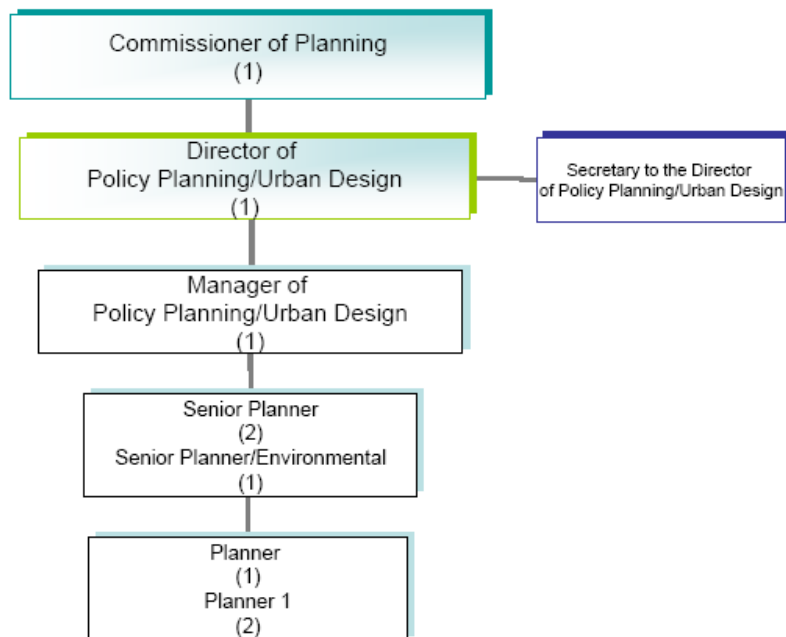 Commissioner of Planning
(1)
Director of
Policy Planning/Urban Design
(1)
Secretary to the Director
of Policy Planning/Urban Design
Manager of
Policy Planning/Urban Design
(1)
Senior Planner
(2)
Senior Planner/Environmental
(1)
Planner
(1)
Planner 1
(2)